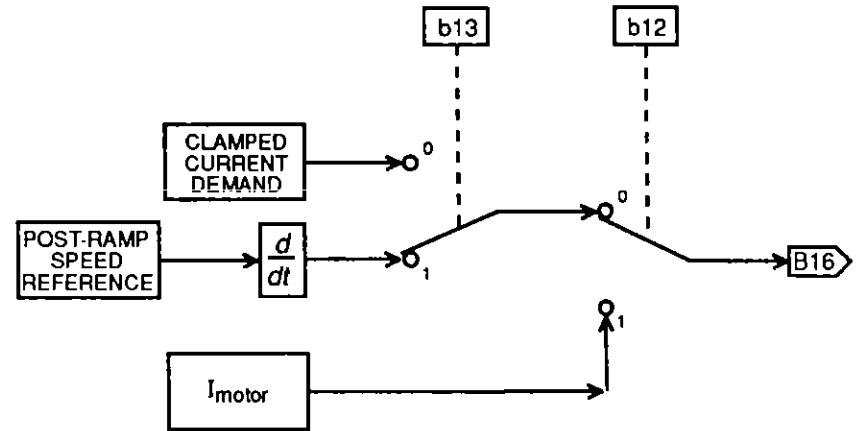 b13
b12
CLAMPED
CURRENT
DEMAND
0
0
POST-RAMP
SPEED
REFERENCE
d
dt
1
B16
1
Imotor